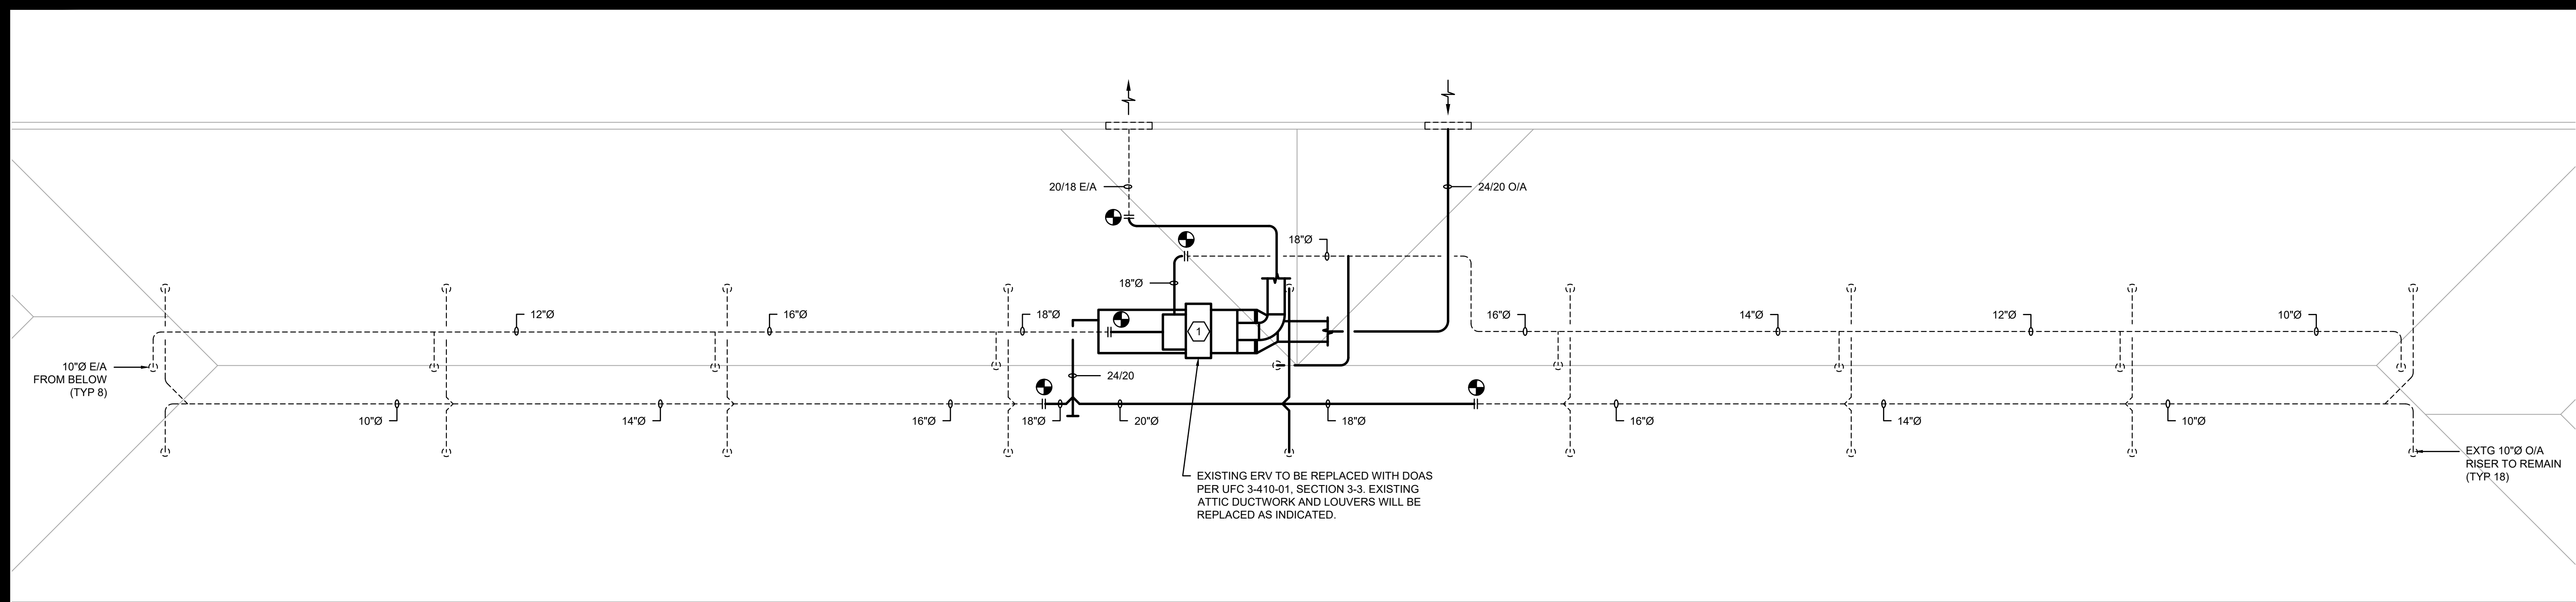 20/18 E/A
24/20 O/A
18"Ø
18"Ø
12"Ø
16"Ø
18"Ø
1
16"Ø
14"Ø
12"Ø
10"Ø
10"Ø E/A
FROM BELOW
(TYP 8)
24/20
10"Ø
14"Ø
16"Ø
18"Ø
20"Ø
18"Ø
16"Ø
14"Ø
10"Ø
EXTG 10"Ø O/A
RISER TO REMAIN
(TYP 18)
EXISTING ERV TO BE REPLACED WITH DOAS
PER UFC 3-410-01, SECTION 3-3. EXISTING
ATTIC DUCTWORK AND LOUVERS WILL BE
REPLACED AS INDICATED.